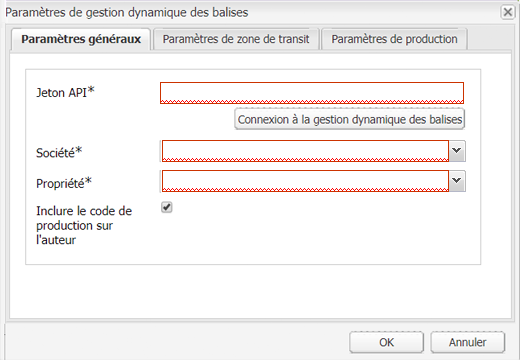 Paramètres de gestion dynamique des balises
Paramètres généraux
Paramètres de zone de transit
Paramètres de production
Jeton API*
Connexion à la gestion dynamique des balises
Société*
Propriété*
Inclure le code de
production sur
l'auteur
OK
Annuler